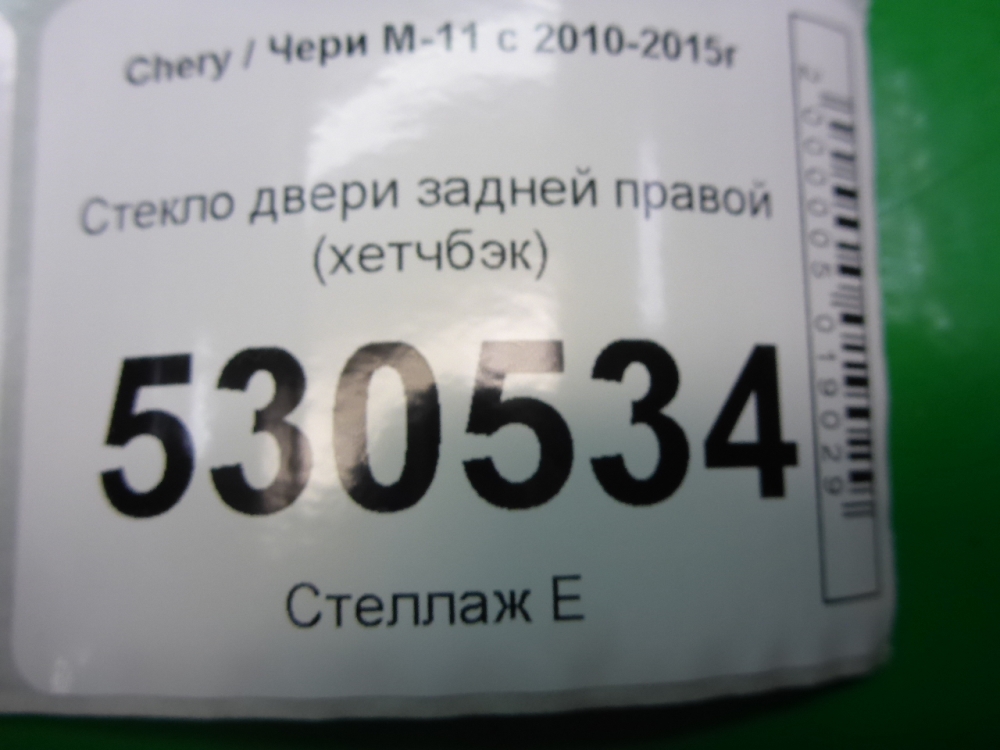 Chery / Чери М-11 с 2010-2015г
Стекло двери задней правой
(хетчбэк)
530534
Стеллаж Е
2000005019029